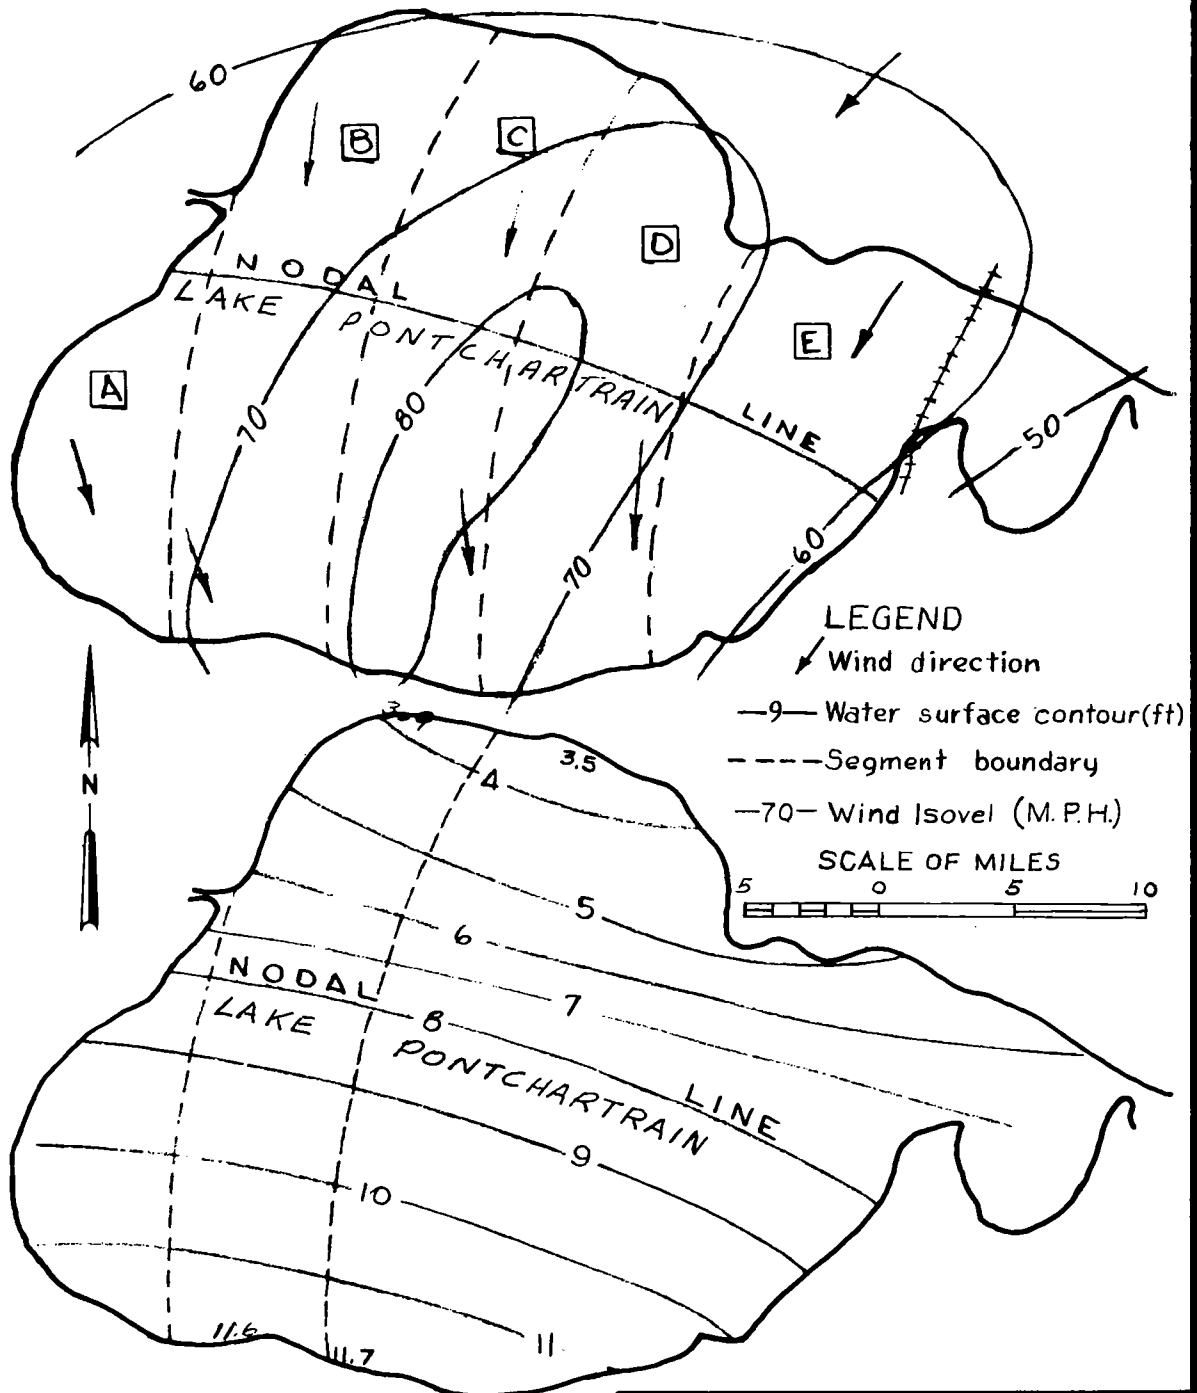 60
B
C
D
NODAL
LAKE
PONTCHARTRAIN
E
A
70
80
LINE
50
60
70
LEGEND
Wind direction
—9— Water surface contour(ft)
----Segment boundary
—70— Wind Isovel (M.P.H.)
SCALE OF MILES
5 0 5 10
N
3.5
4
5
6
7
NODAL
LAKE
8
PONTCHARTRAIN
LINE
9
10
11
11.6
11.7